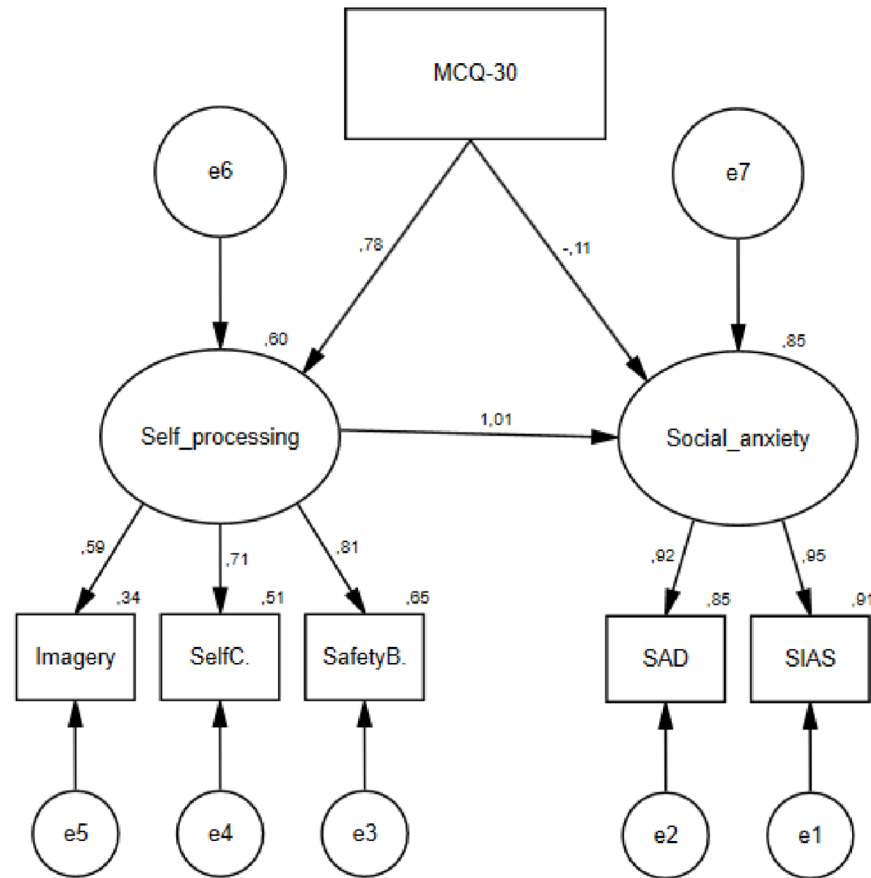 MCQ-30
e6
e7
,78
-,11
,60
,85
Self_processing
1,01
Social_anxiety
,59
,71
,81
,92
,95
,34
,51
,65
,85
,91
Imagery
SelfC.
SafetyB.
SAD
SIAS
e5
e4
e3
e2
e1